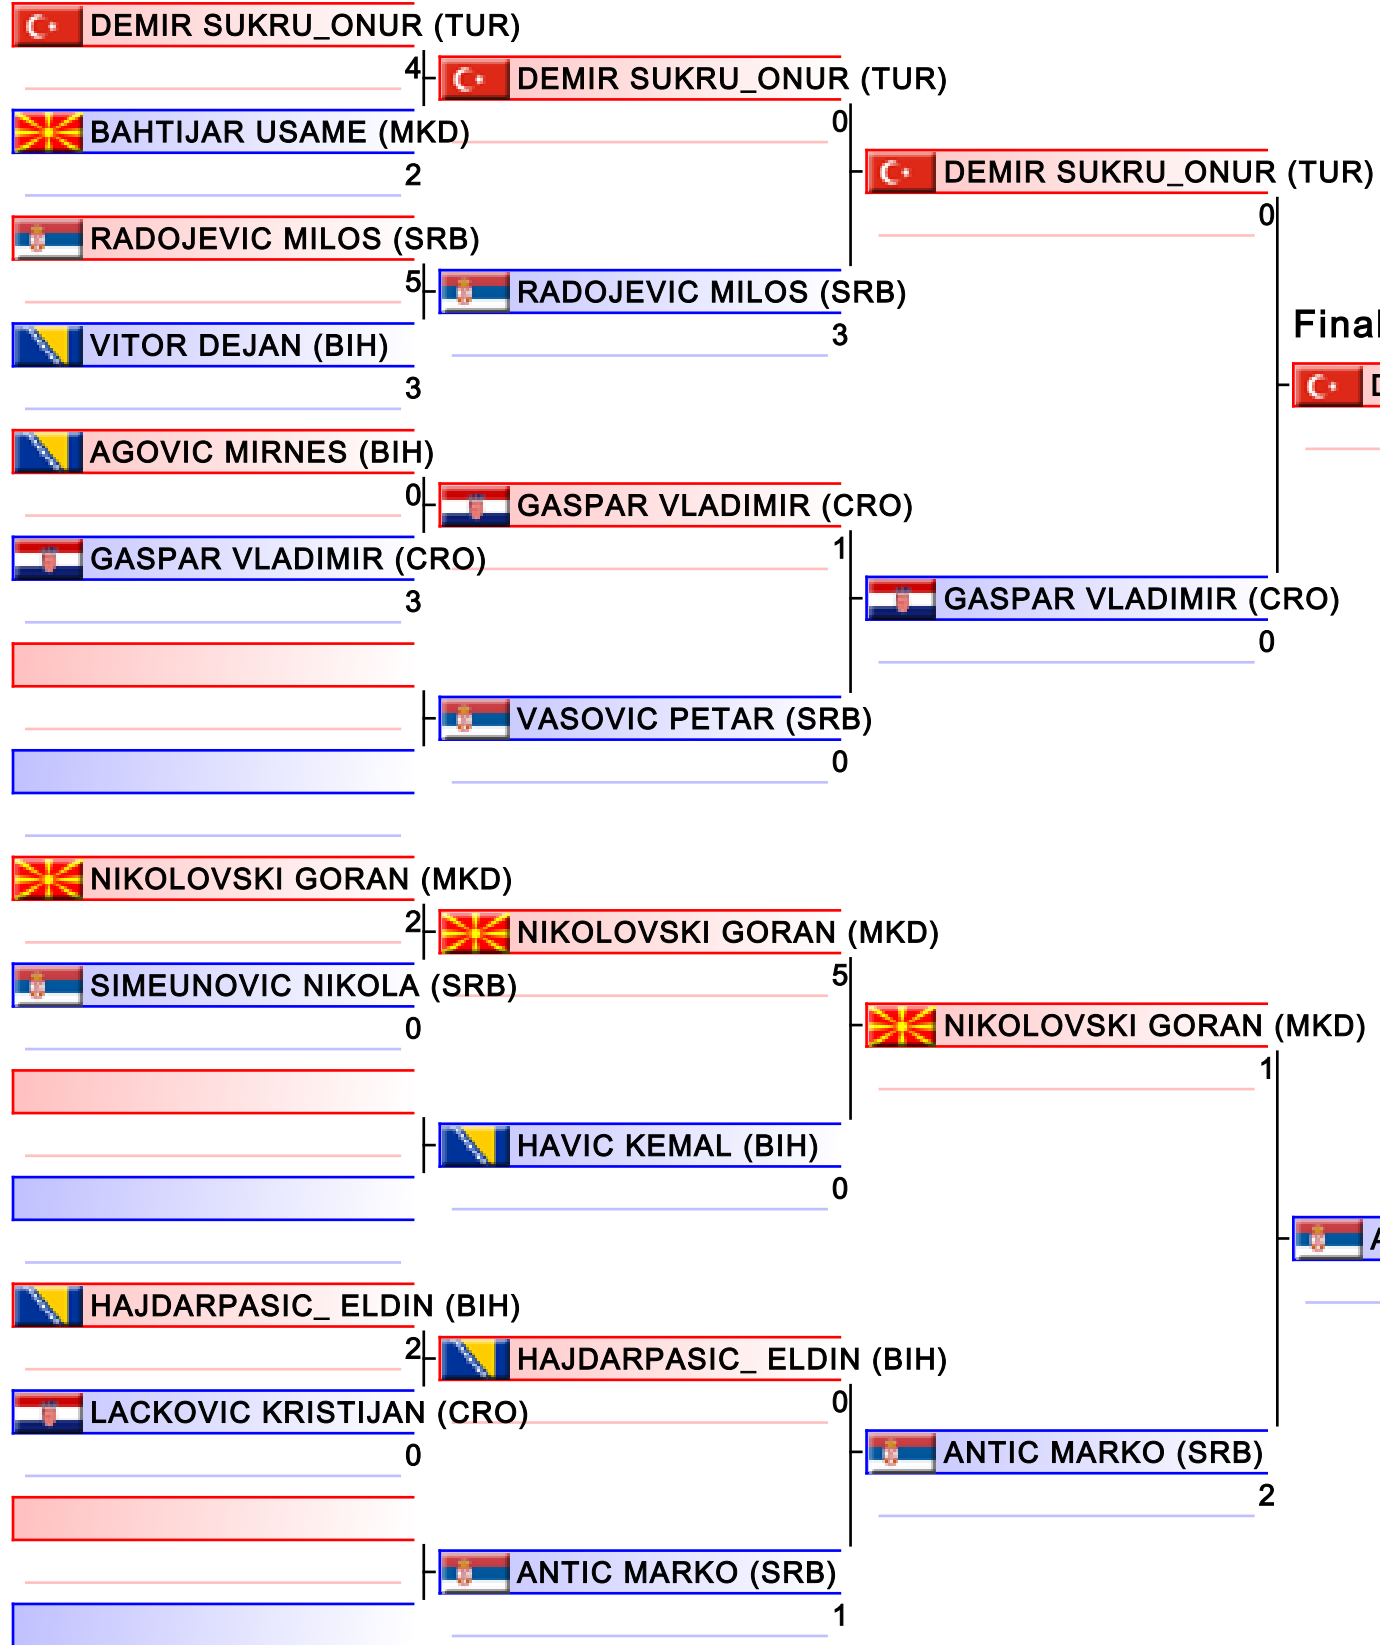 DEMIR SUKRU_ONUR (TUR)
4
BAHTIJAR USAME (MKD)
2
RADOJEVIC MILOS (SRB)
5
VITOR DEJAN (BIH)
3
AGOVIC MIRNES (BIH)
0
GASPAR VLADIMIR (CRO)
3
NIKOLOVSKI GORAN (MKD)
2
SIMEUNOVIC NIKOLA (SRB)
0
HAJDARPASIC_ ELDIN (BIH)
2
LACKOVIC KRISTIJAN (CRO)
0
DEMIR SUKRU_ONUR (TUR)
0
RADOJEVIC MILOS (SRB)
3
GASPAR VLADIMIR (CRO)
1
VASOVIC PETAR (SRB)
0
NIKOLOVSKI GORAN (MKD)
5
HAVIC KEMAL (BIH)
0
HAJDARPASIC_ ELDIN (BIH)
0
ANTIC MARKO (SRB)
1
DEMIR SUKRU_ONUR (TUR)
0
GASPAR VLADIMIR (CRO)
0
NIKOLOVSKI GORAN (MKD)
1
ANTIC MARKO (SRB)
2
Final